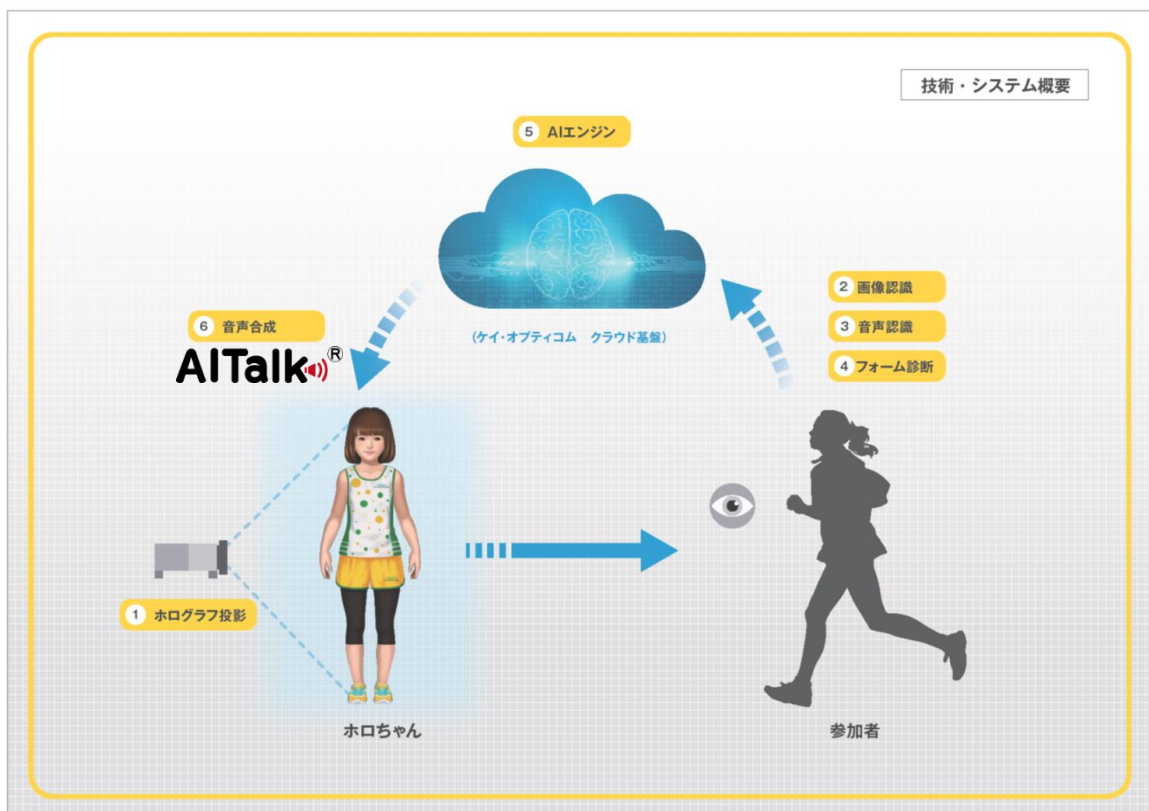 技術・システム概要
5 AIエンジン
(ケイ・オプティコム クラウド基盤)
2 画像認識
3 音声認識
4 フォーム診断
6 音声合成
AITalk®
1 ホログラフ投影
ホロちゃん
参加者